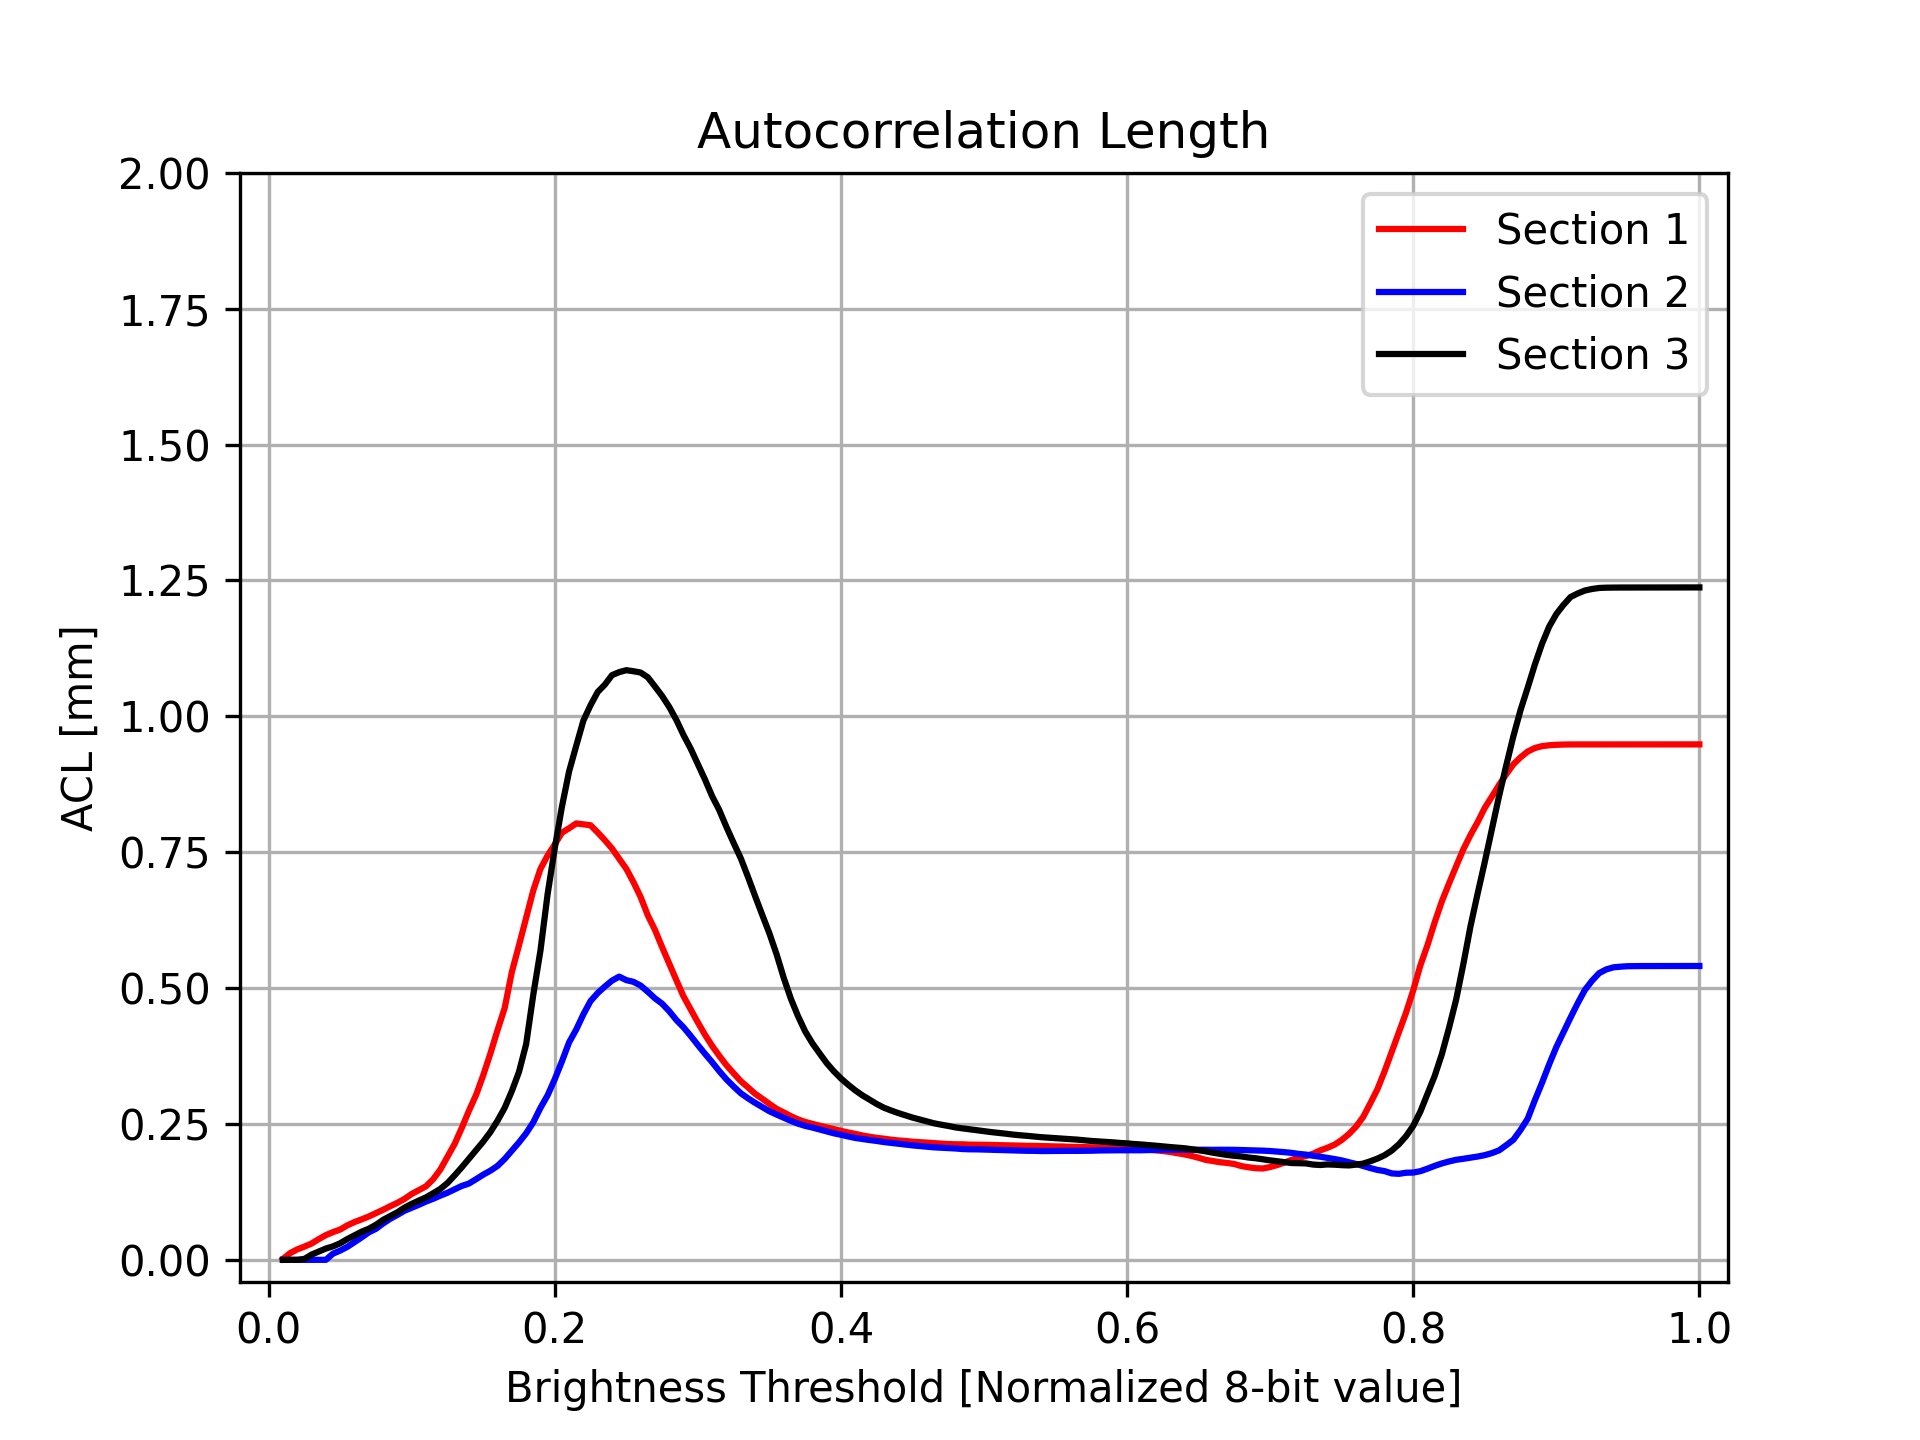 Autocorrelation Length
2.00
1.75
1.50
1.25
1.00
0.75
0.50
0.25
0.00
ACL [mm]
Section 1
Section 2
Section 3
0.0 0.2 0.4 0.6 0.8 1.0
Brightness Threshold [Normalized 8-bit value]